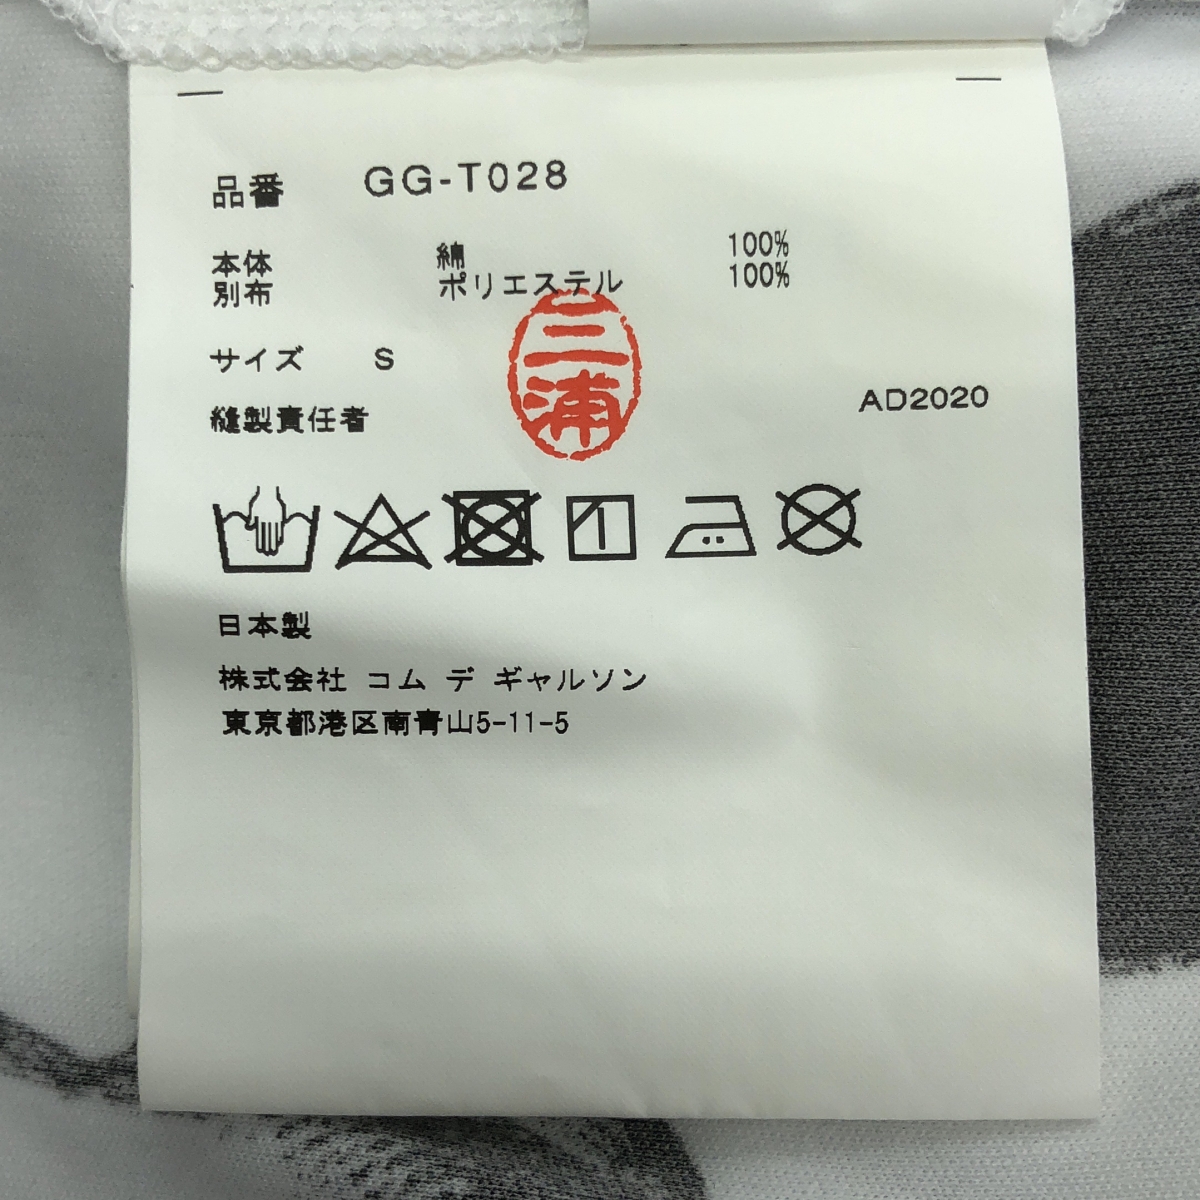 品番 GG-T028
本体 綿 100%
別布 ポリエステル 100%
サイズ S
三浦
縫製責任者
AD2020
日本製
株式会社 コム デ ギャルソン
東京都港区南青山5-11-5